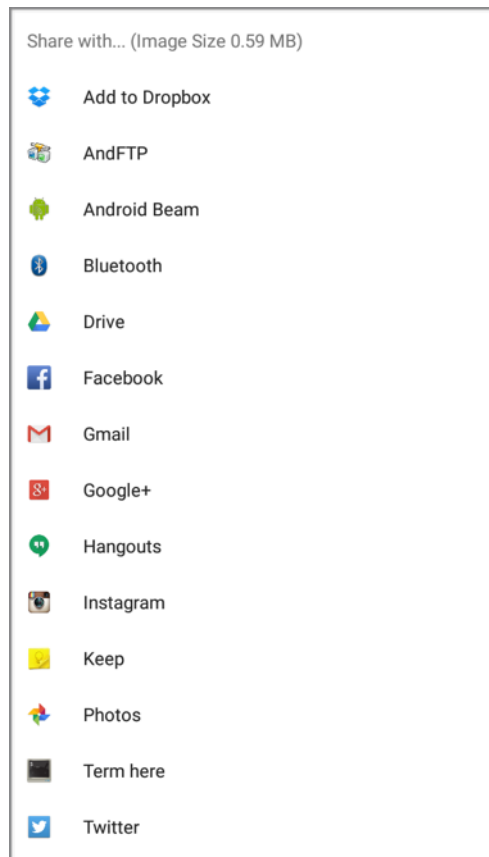 Share with... (Image Size 0.59 MB)
Add to Dropbox
AndFTP
Android Beam
Bluetooth
Drive
Facebook
Gmail
Google+
Hangouts
Instagram
Keep
Photos
Term here
Twitter